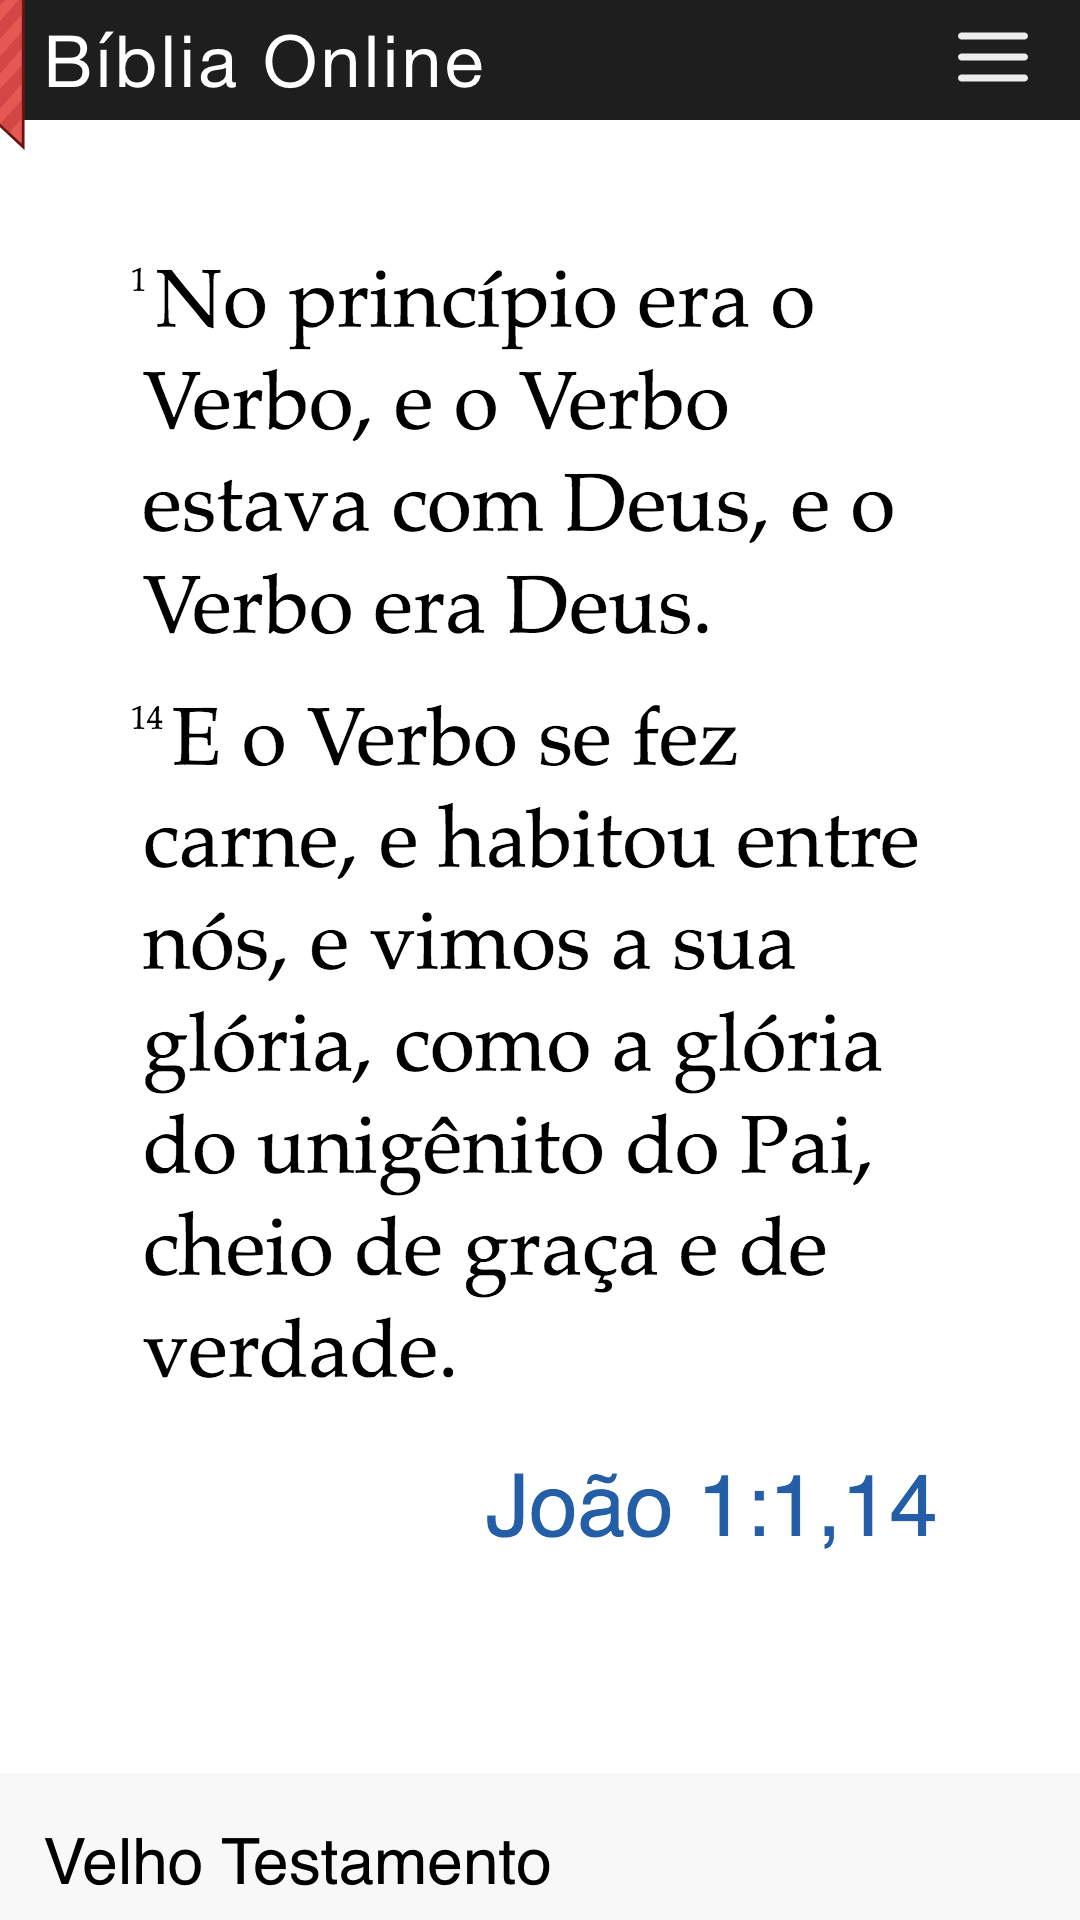 Bíblia Online
1 No princípio era o
Verbo, e o Verbo
estava com Deus, e o
Verbo era Deus.
14 E o Verbo se fez
carne, e habitou entre
nós, e vimos a sua
glória, como a glória
do unigênito do Pai,
cheio de graça e de
verdade.
João 1:1,14
Velho Testamento